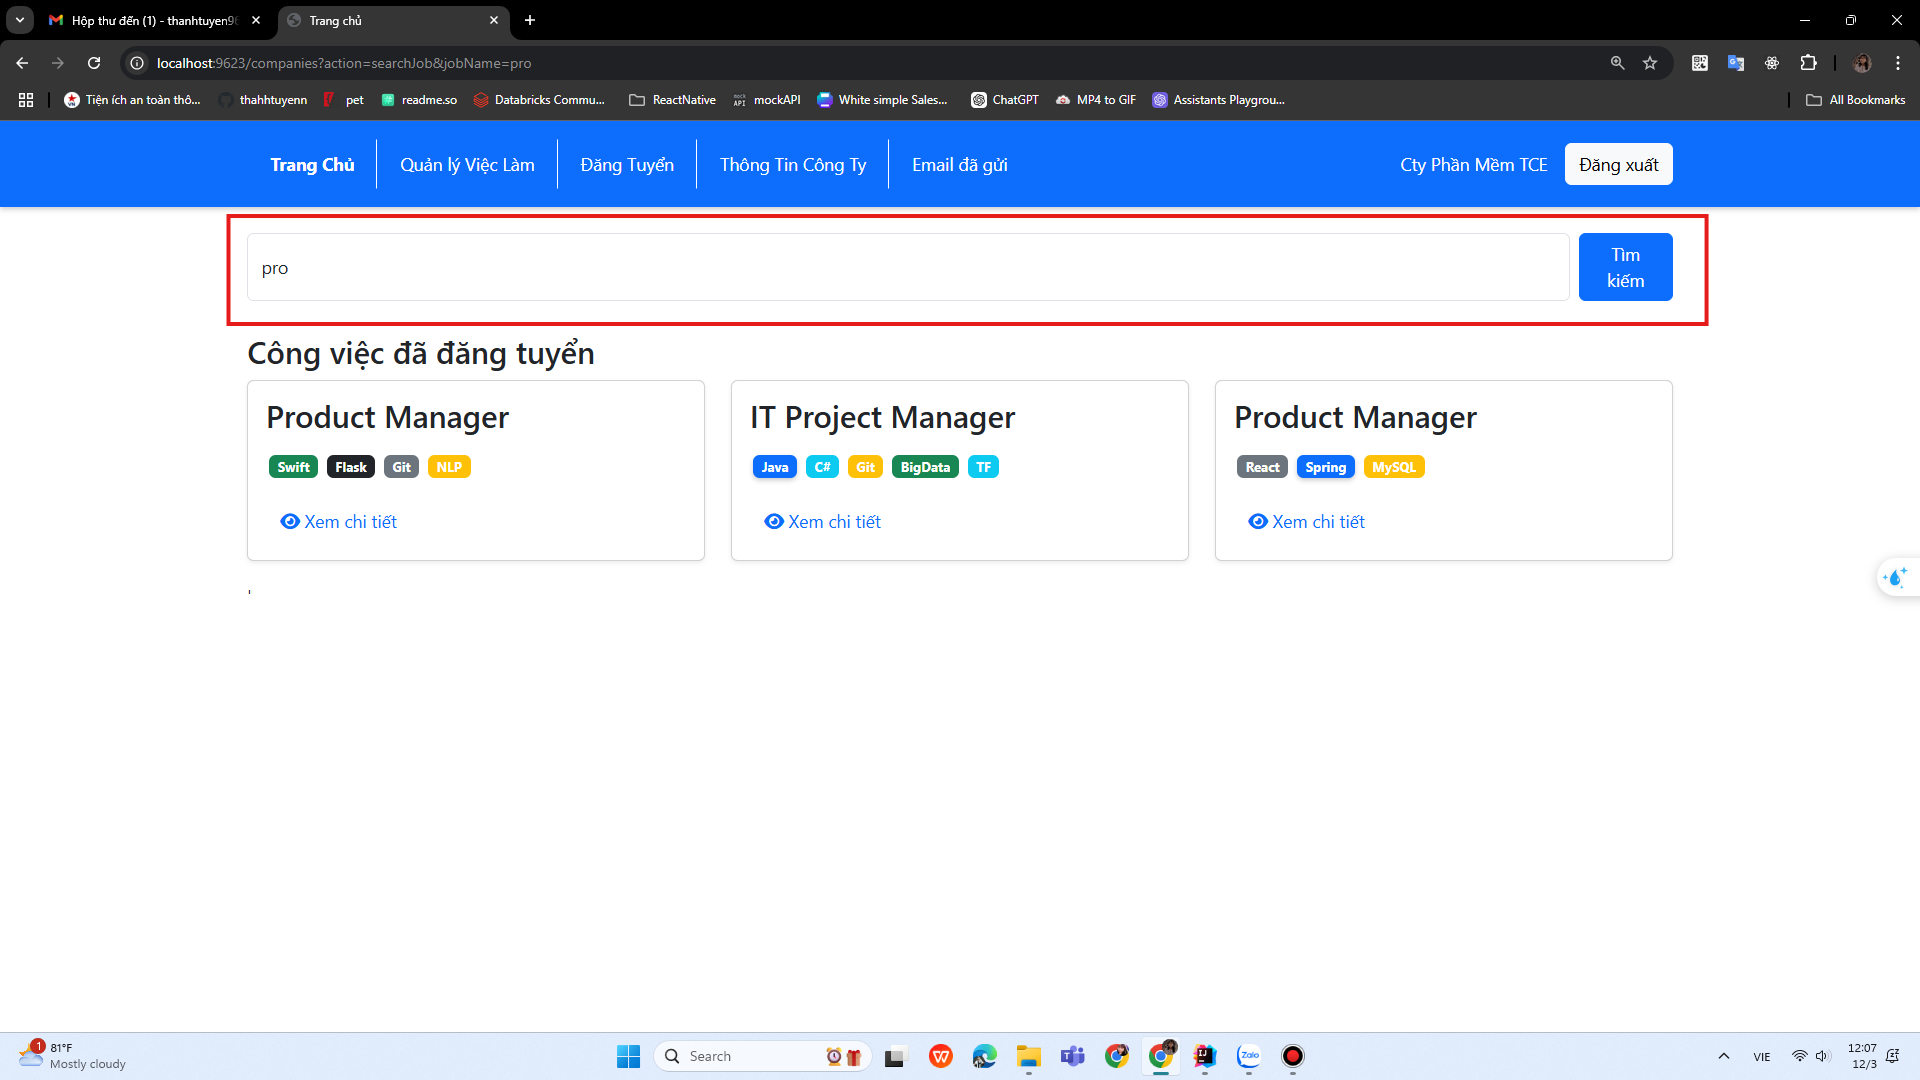 Hộp thư đến (1) - thanhtuyen96
Trang chủ
localhost:9623/companies?action=searchJob&jobName=pro
Tiện ích an toàn thô...
thahhtuyenn
pet
readme.so
Databricks Commu...
ReactNative
mock API
mockAPI
White simple Sales...
ChatGPT
MP4 to GIF
Assistants Playgrou...
All Bookmarks
Trang Chủ
Quản lý Việc Làm
Đăng Tuyển
Thông Tin Công Ty
Email đã gửi
Cty Phần Mềm TCE
Đăng xuất
pro
Tìm
kiếm
Công việc đã đăng tuyển
Product Manager
Swift Flask Git NLP
Xem chi tiết
IT Project Manager
Java C# Git BigData TF
Xem chi tiết
Product Manager
React Spring MySQL
Xem chi tiết
'
1
81°F
Mostly cloudy
Search
Zalo
VIE
12:07
12/3